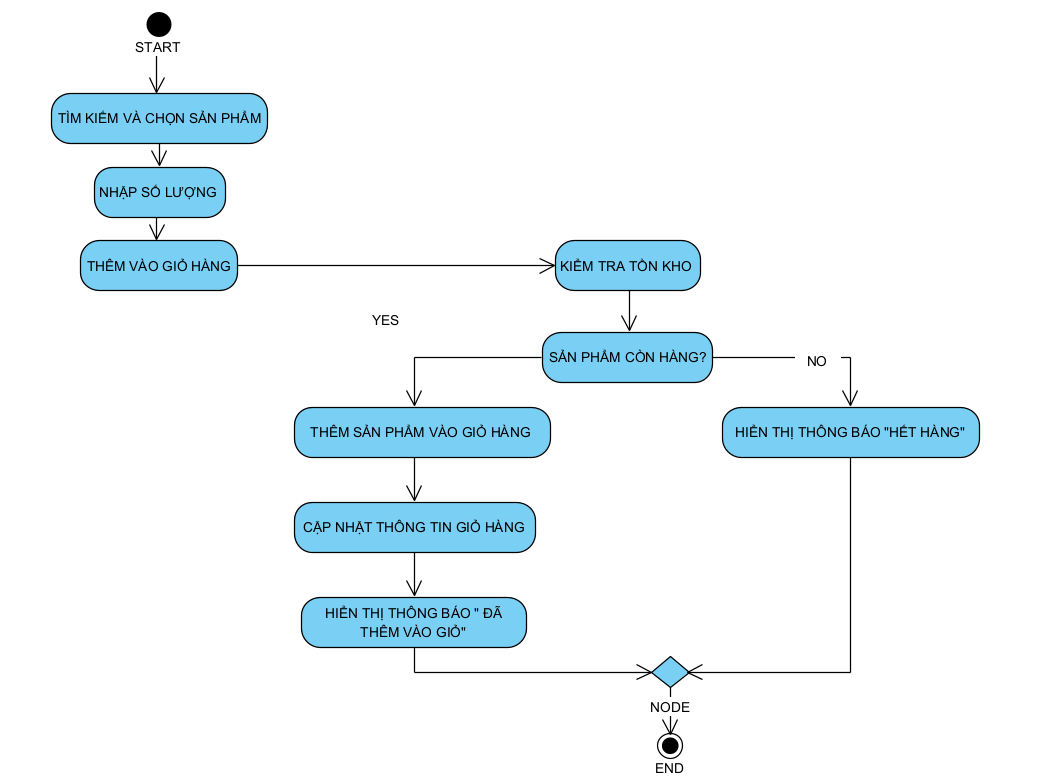 START
TÌM KIẾM VÀ CHỌN SẢN PHẨM
NHẬP SỐ LƯỢNG
THÊM VÀO GIỎ HÀNG
KIỂM TRA TỒN KHO
YES
SẢN PHẨM CÒN HÀNG?
NO
THÊM SẢN PHẨM VÀO GIỎ HÀNG
HIỂN THỊ THÔNG BÁO "HẾT HÀNG"
CẬP NHẬT THÔNG TIN GIỎ HÀNG
HIỂN THỊ THÔNG BÁO " ĐÃ
THÊM VÀO GIỎ"
NODE
END